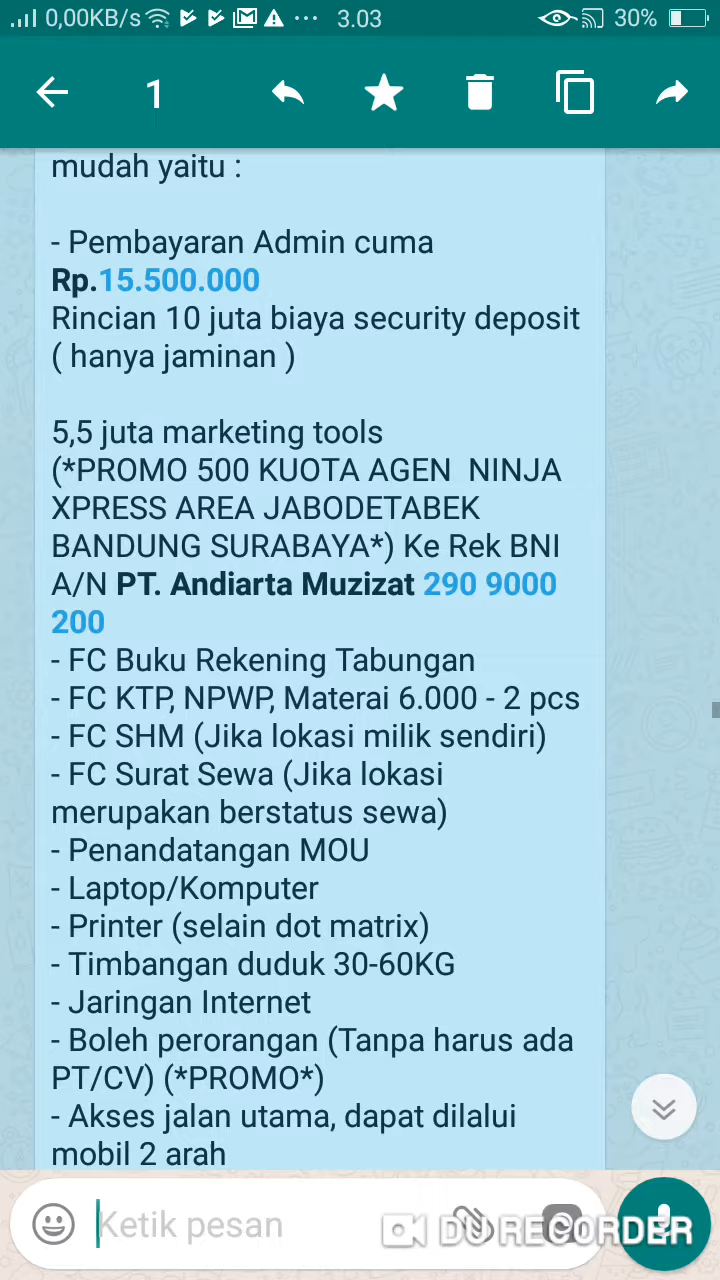 0,00KB/s
3.03
30%
1
mudah yaitu :
- Pembayaran Admin cuma
Rp.15.500.000
Rincian 10 juta biaya security deposit
( hanya jaminan )
5,5 juta marketing tools
(*PROMO 500 KUOTA AGEN  NINJA
XPRESS AREA JABODETABEK
BANDUNG SURABAYA*) Ke Rek BNI
A/N PT. Andiarta Muzizat 290 9000
200
- FC Buku Rekening Tabungan
- FC KTP, NPWP, Materai 6.000 - 2 pcs
- FC SHM (Jika lokasi milik sendiri)
- FC Surat Sewa (Jika lokasi
merupakan berstatus sewa)
- Penandatangan MOU
- Laptop/Komputer
- Printer (selain dot matrix)
- Timbangan duduk 30-60KG
- Jaringan Internet
- Boleh perorangan (Tanpa harus ada
PT/CV) (*PROMO*)
- Akses jalan utama, dapat dilalui
mobil 2 arah
Ketik pesan
DU RECORDER